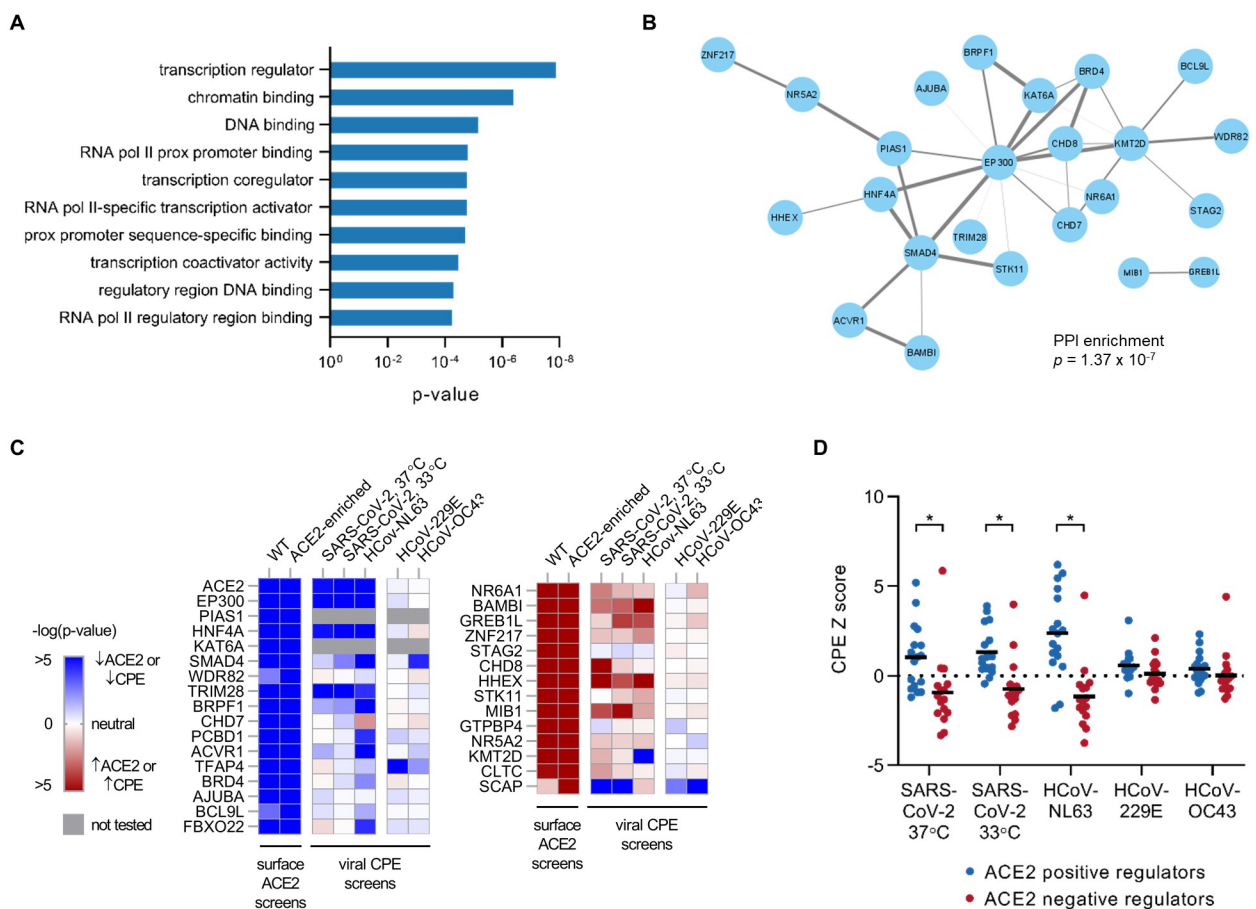 A
transcription regulator
chromatin binding
DNA binding
RNA pol II prox promoter binding
transcription coregulator
RNA pol II-specific transcription activator
prox promoter sequence-specific binding
transcription coactivator activity
regulatory region DNA binding
RNA pol II regulatory region binding
10^0 10^-2 10^-4 10^-6 10^-8
p-value
B
ZNF217
NR5A2
PIAS1
AJUBA
BRPF1
KAT6A
BRD4
BCL9L
EP300
CHD8
KMT2D
WDR82
HNF4A
HHEX
NR6A1
STAG2
CHD7
TRIM28
SMAD4
STK11
MIB1
GREB1L
ACVR1
BAMBI
PPI enrichment
p = 1.37 x 10^-7
C
-log(p-value)
>5
↓ACE2 or
↓CPE
0
neutral
↑ACE2 or
↑CPE
>5
not tested
WT
ACE2-enriched
SARS-CoV-2, 37°C
SARS-CoV-2, 33°C
HCoV-NL63
HCoV-229E
HCoV-OC43
ACE2
EP300
PIAS1
HNF4A
KAT6A
SMAD4
WDR82
TRIM28
BRPF1
CHD7
PCBD1
ACVR1
TFAP4
BRD4
AJUBA
BCL9L
FBXO22
surface
ACE2
screens
viral CPE
screens
WT
ACE2-enriched
SARS-CoV-2, 37°C
SARS-CoV-2, 33°C
HCov-NL63
HCoV-229E
HCoV-OC43
NR6A1
BAMBI
GREB1L
ZNF217
STAG2
CHD8
HHEX
STK11
MIB1
GTPBP4
NR5A2
KMT2D
CLTC
SCAP
surface
ACE2
screens
viral CPE
screens
D
CPE Z score
10
5
0
-5
* * *
SARS-
CoV-2
37°C
SARS-
CoV-2
33°C
HCoV-
NL63
HCoV-
229E
HCoV-
OC43
ACE2 positive regulators
ACE2 negative regulators